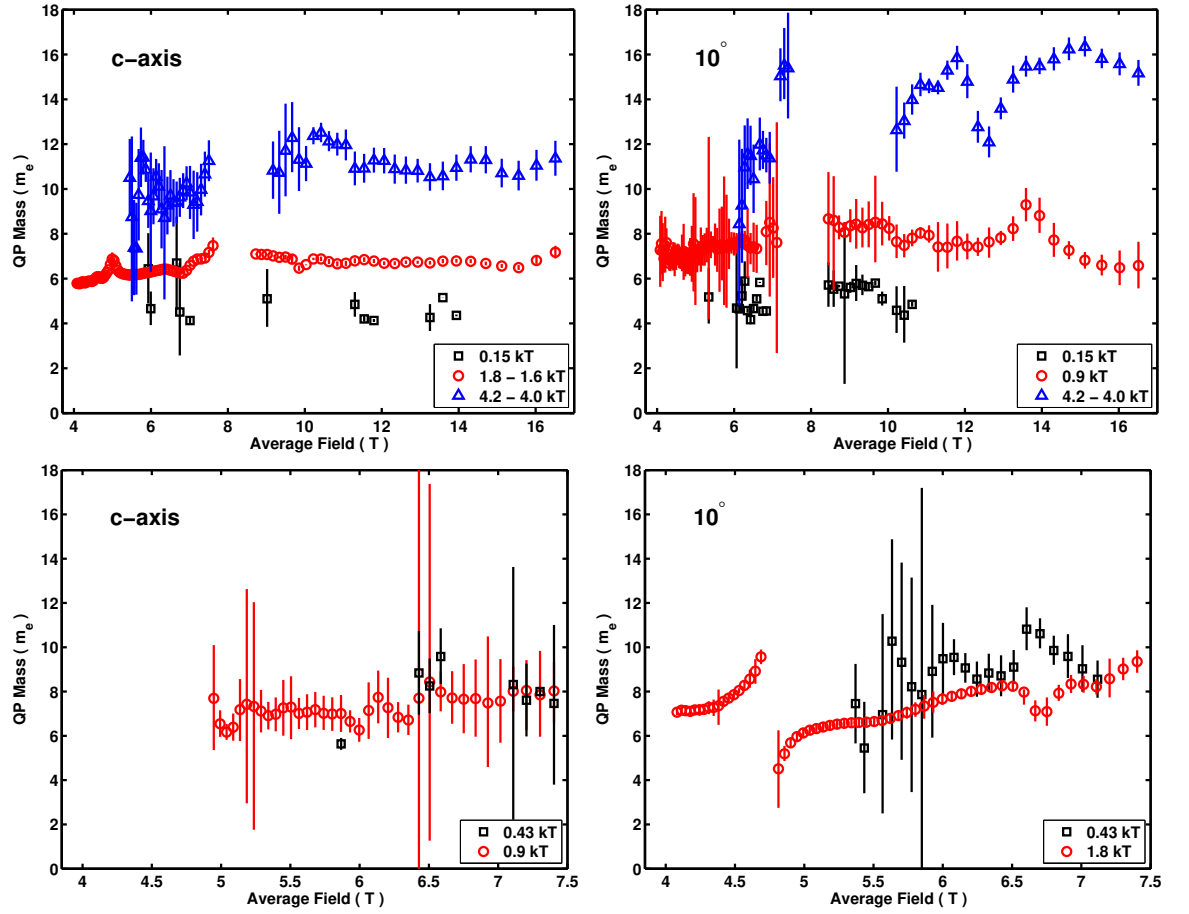 c−axis
QP Mass ( m_e )
18
16
14
12
10
8
6
4
2
0
0.15 kT
1.8 − 1.6 kT
4.2 − 4.0 kT
4 6 8 10 12 14 16
Average Field ( T )
10°
QP Mass ( m_e )
18
16
14
12
10
8
6
4
2
0
0.15 kT
0.9 kT
4.2 − 4.0 kT
4 6 8 10 12 14 16
Average Field ( T )
c−axis
QP Mass ( m_e )
18
16
14
12
10
8
6
4
2
0
0.43 kT
0.9 kT
4 4.5 5 5.5 6 6.5 7 7.5
Average Field ( T )
10°
QP Mass ( m_e )
18
16
14
12
10
8
6
4
2
0
0.43 kT
1.8 kT
4 4.5 5 5.5 6 6.5 7 7.5
Average Field ( T )